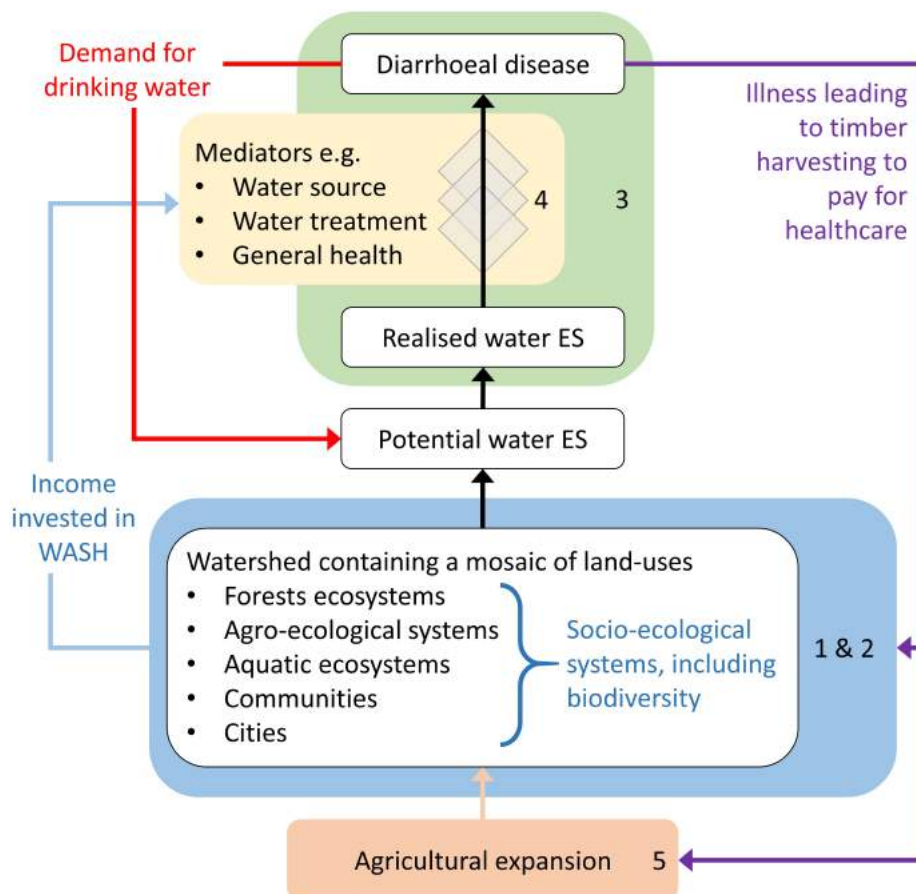 Demand for
drinking water
Diarrhoeal disease
Illness leading
to timber
harvesting to
pay for
healthcare
Mediators e.g.
• Water source
• Water treatment
• General health
4
3
Realised water ES
Potential water ES
Income
invested in
WASH
Watershed containing a mosaic of land-uses
• Forests ecosystems
• Agro-ecological systems
• Aquatic ecosystems
• Communities
• Cities
Socio-ecological
systems, including
biodiversity
1 & 2
Agricultural expansion 5